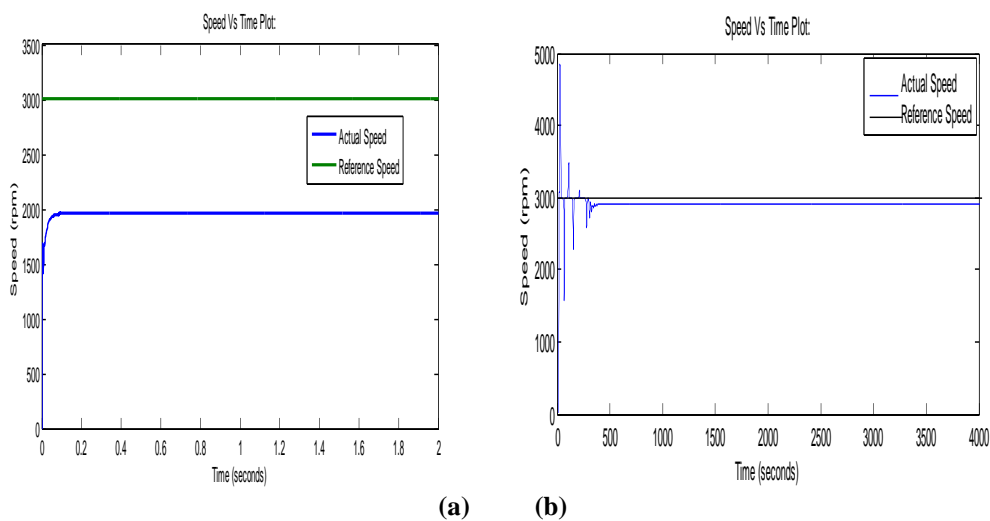 Speed Vs Time Plot:
3500
3000
2500
2000
1500
1000
500
0
Speed (rpm)
Actual Speed
Reference Speed
0 0.2 0.4 0.6 0.8 1 1.2 1.4 1.6 1.8 2
Time (seconds)
(a)
Speed Vs Time Plot:
5000
4000
3000
2000
1000
0
Speed (rpm)
Actual Speed
Reference Speed
0 500 1000 1500 2000 2500 3000 3500 4000
Time (seconds)
(b)